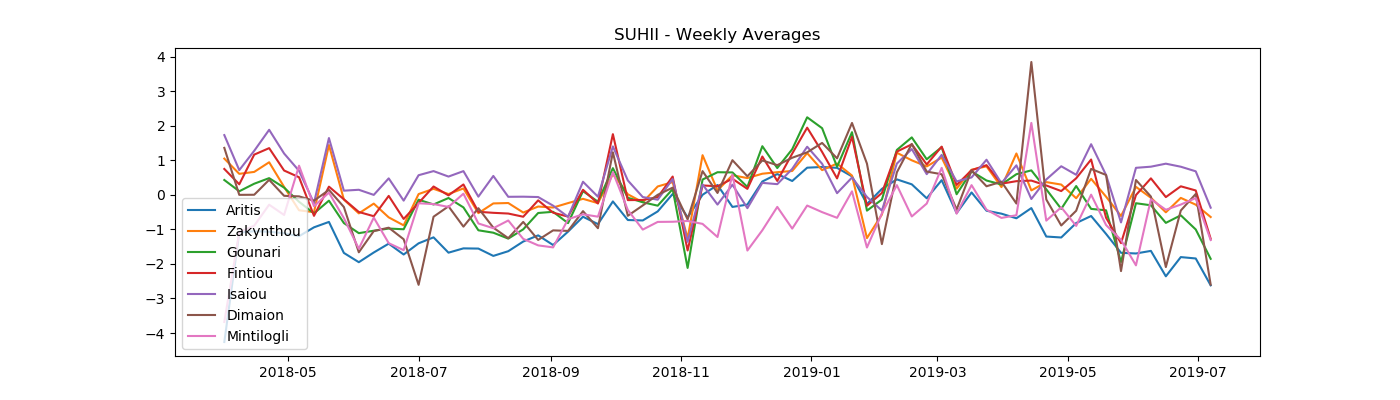 SUHII - Weekly Averages
4
3
2
1
0
−1
−2
−3
−4
Aritis
Zakynthou
Gounari
Fintiou
Isaiou
Dimaion
Mintilogli
2018-05 2018-07 2018-09 2018-11 2019-01 2019-03 2019-05 2019-07